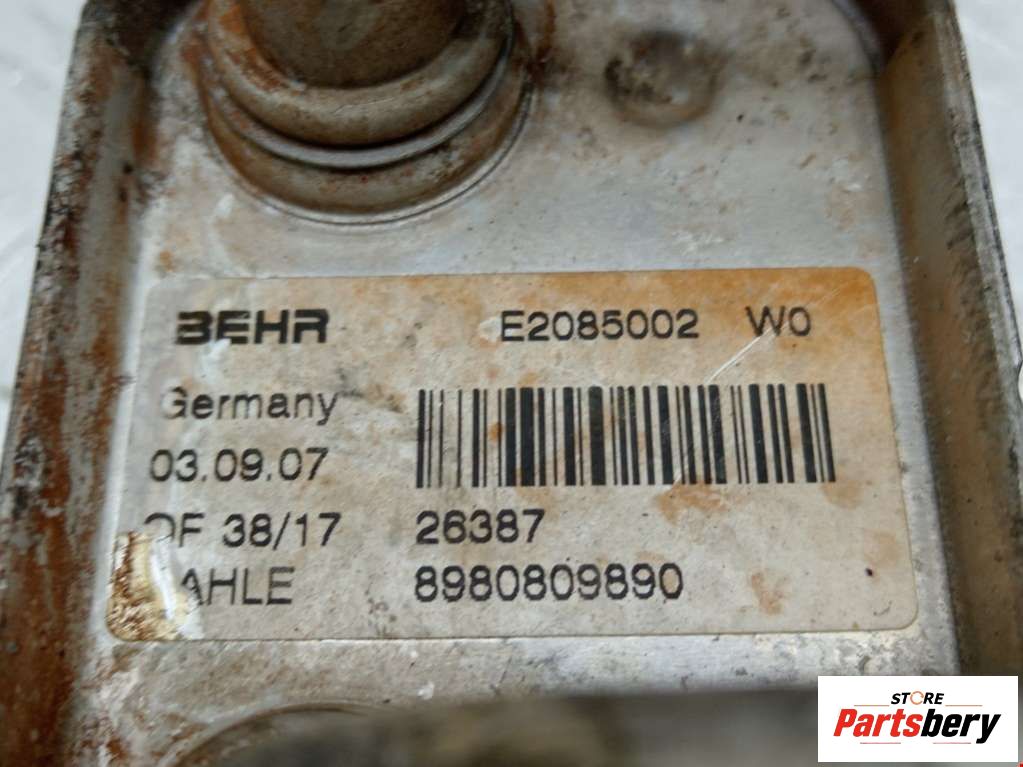 BEHR E2085002 W0
Germany
03.09.07
38/17 26387
8980809890
STORE
Partsbery